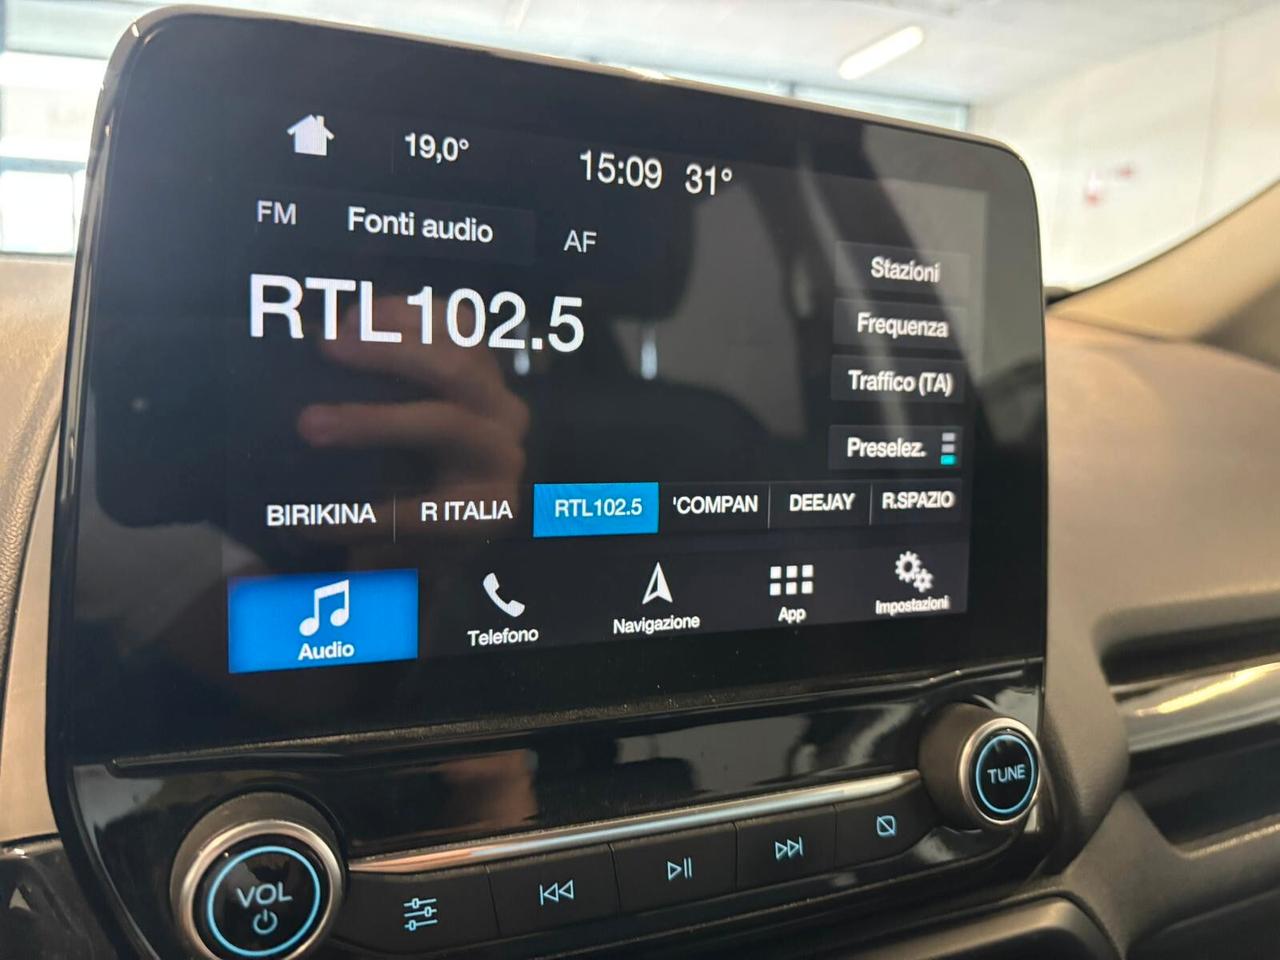 19,0° 15:09 31°
FM Fonti audio AF
RTL102.5
Stazioni
Frequenza
Traffico (TA)
Preselez.
BIRIKINA R ITALIA RTL102.5 'COMPAN DEEJAY R.SPAZIO
Audio Telefono Navigazione App Impostazioni
VOL
TUNE